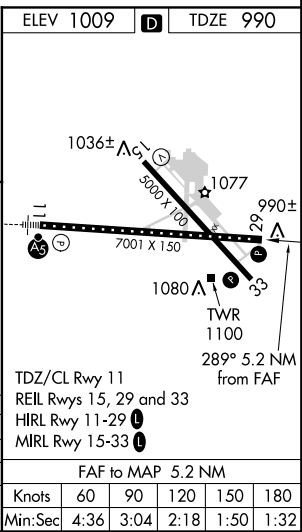 ELEV 1009
D
TDZE 990
1036±
15
V
5000 X 100
1077
990±
11
29
A5
P
7001 X 150
P
1080
P
33
TWR
1100
289° 5.2 NM
from FAF
TDZ/CL Rwy 11
REIL Rwys 15, 29 and 33
HIRL Rwy 11-29 L
MIRL Rwy 15-33 L
FAF to MAP 5.2 NM
Knots 60 90 120 150 180
Min:Sec 4:36 3:04 2:18 1:50 1:32